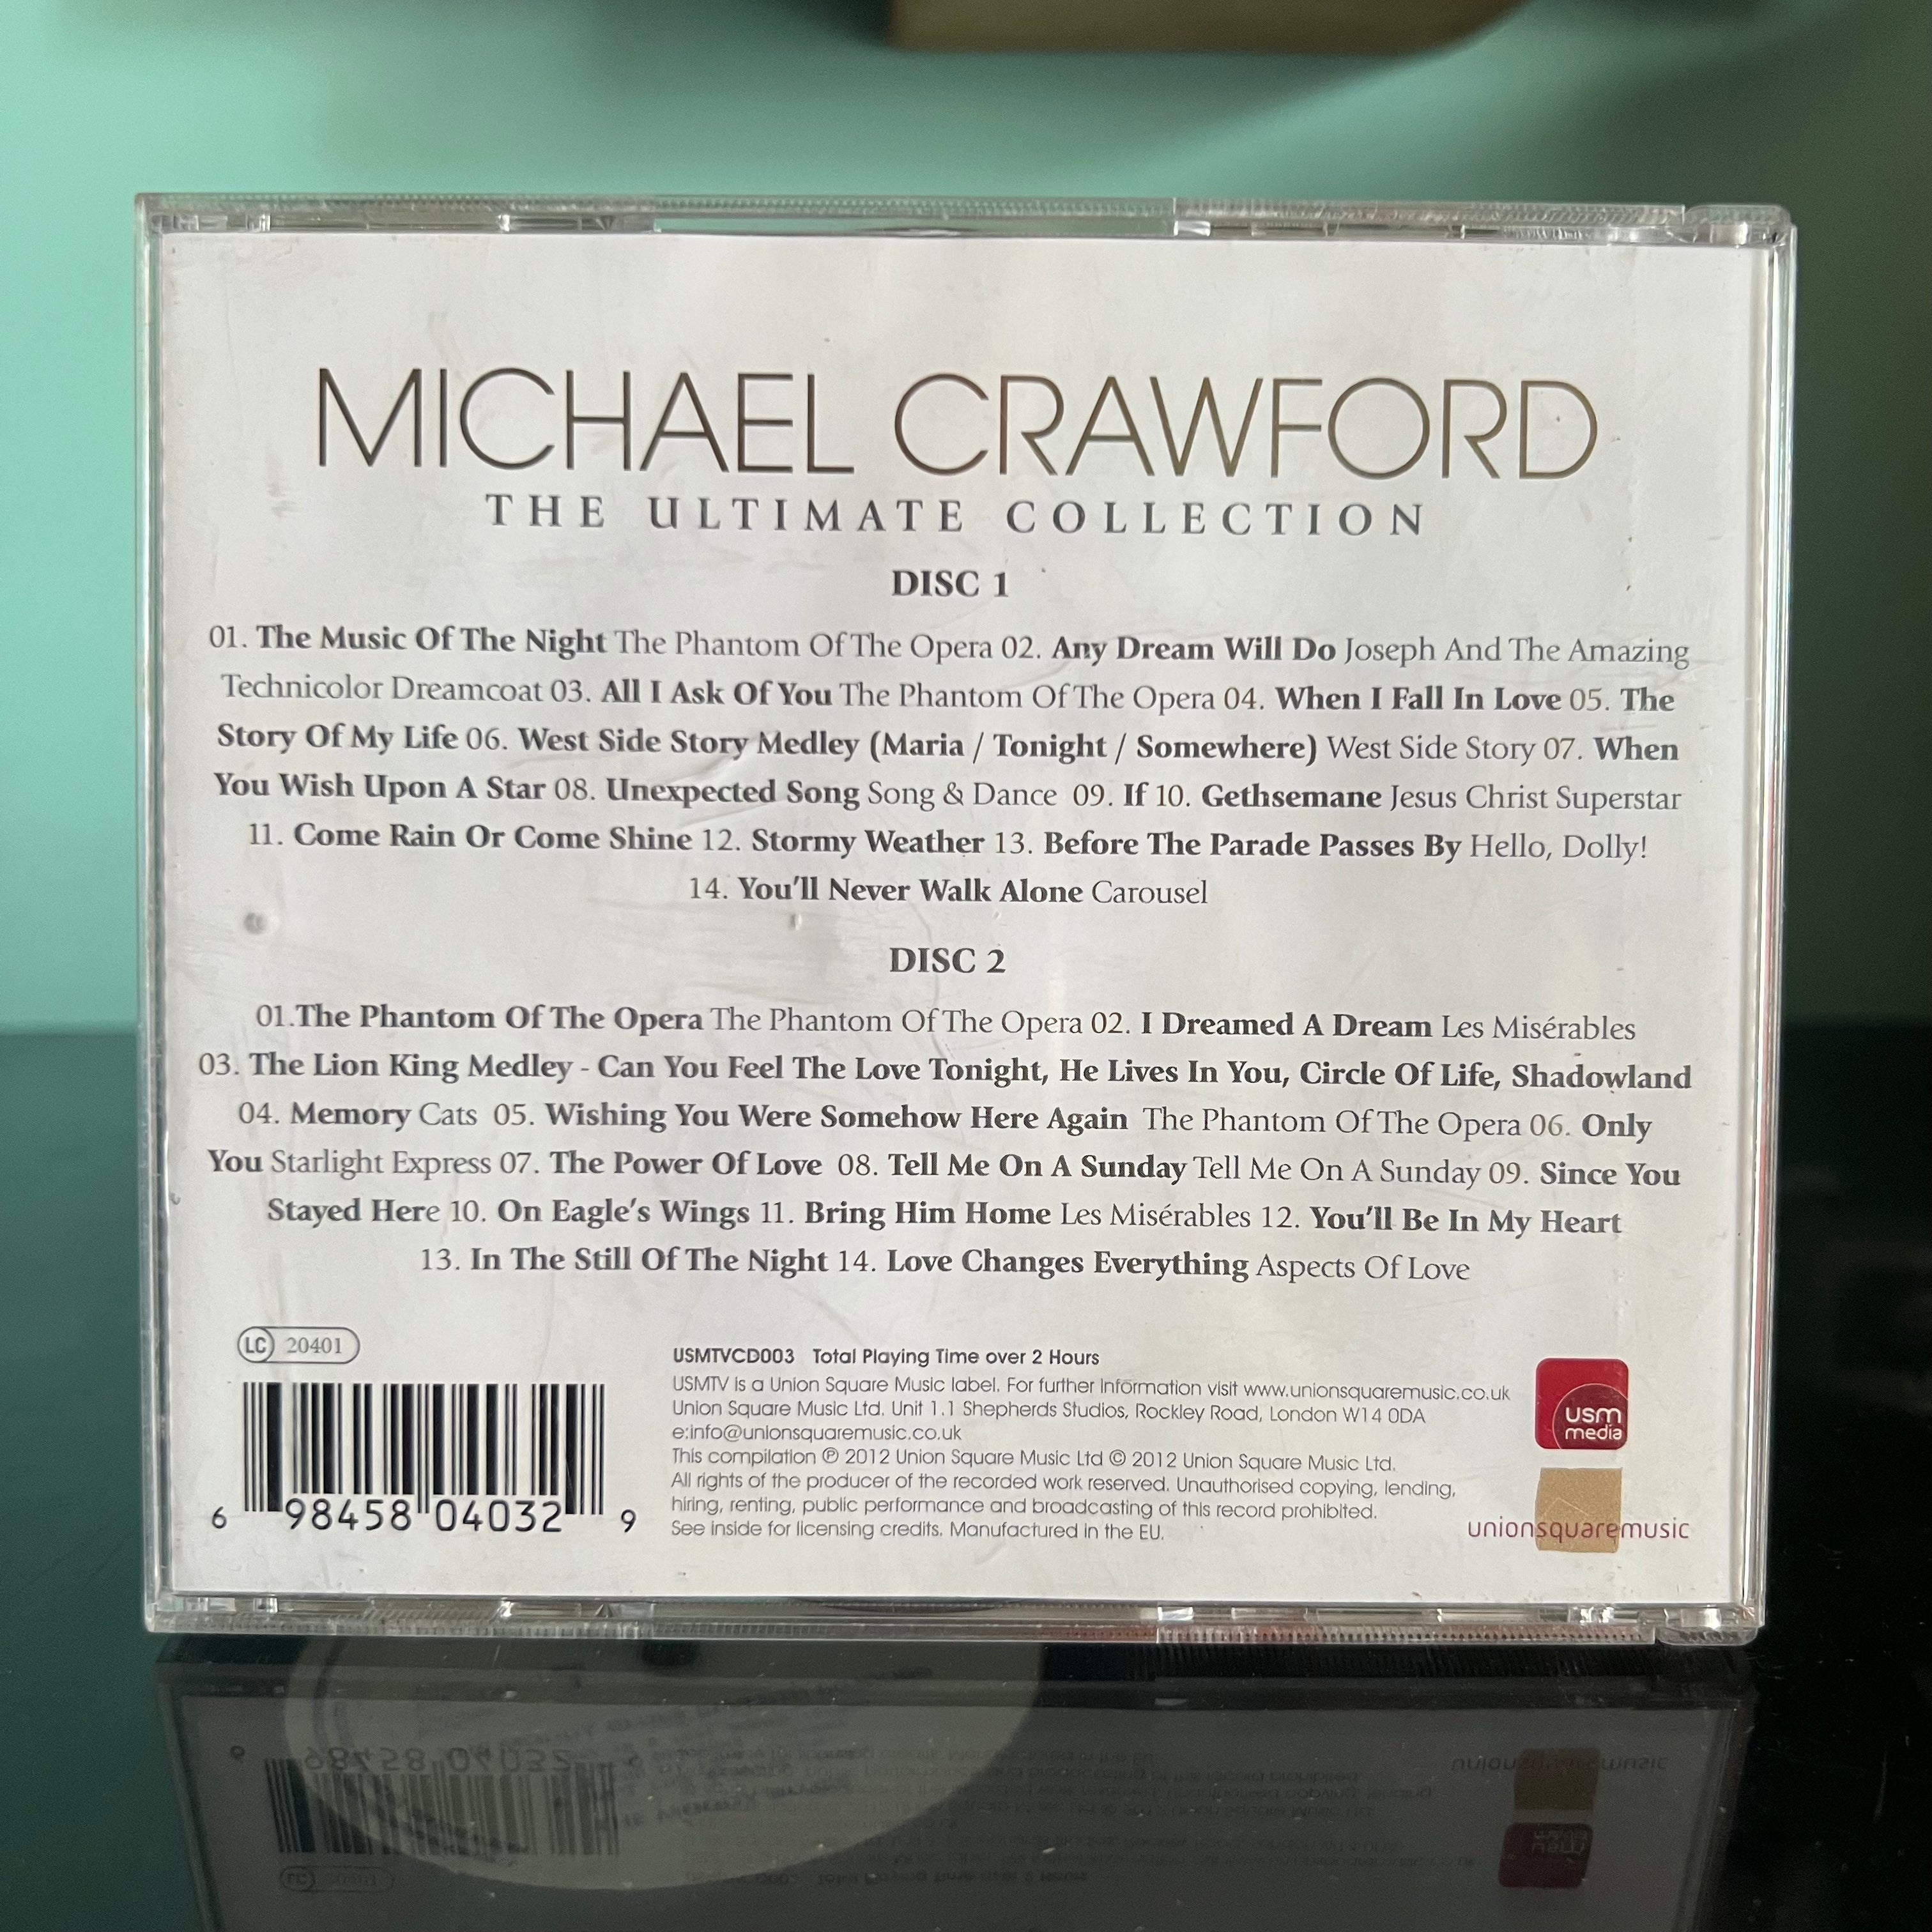 MICHAEL CRAWFORD
THE ULTIMATE COLLECTION
DISC 1
01. The Music Of The Night The Phantom Of The Opera 02. Any Dream Will Do Joseph And The Amazing
Technicolor Dreamcoat 03. All I Ask Of You The Phantom Of The Opera 04. When I Fall In Love 05. The
Story Of My Life 06. West Side Story Medley (Maria / Tonight / Somewhere) West Side Story 07. When
You Wish Upon A Star 08. Unexpected Song Song & Dance 09. If 10. Gethsemane Jesus Christ Superstar
11. Come Rain Or Come Shine 12. Stormy Weather 13. Before The Parade Passes By Hello, Dolly!
14. You'll Never Walk Alone Carousel
DISC 2
01.The Phantom Of The Opera The Phantom Of The Opera 02. I Dreamed A Dream Les Misérables
03. The Lion King Medley - Can You Feel The Love Tonight, He Lives In You, Circle Of Life, Shadowland
04. Memory Cats 05. Wishing You Were Somehow Here Again The Phantom Of The Opera 06. Only
You Starlight Express 07. The Power Of Love 08. Tell Me On A Sunday Tell Me On A Sunday 09. Since You
Stayed Here 10. On Eagle's Wings 11. Bring Him Home Les Misérables 12. You'll Be In My Heart
13. In The Still Of The Night 14. Love Changes Everything Aspects Of Love
LC 20401
6 98458 04032 9
USMTVCD003 Total Playing Time over 2 Hours
USMTV is a Union Square Music label. For further information visit www.unionsquaremusic.co.uk
Union Square Music Ltd. Unit 1.1 Shepherds Studios, Rockley Road, London W14 0DA
e:info@unionsquaremusic.co.uk
This compilation ℗ 2012 Union Square Music Ltd © 2012 Union Square Music Ltd.
All rights of the producer of the recorded work reserved. Unauthorised copying, lending,
hiring, renting, public performance and broadcasting of this record prohibited.
See inside for licensing credits. Manufactured in the EU.
usm
media
unionsquaremusic